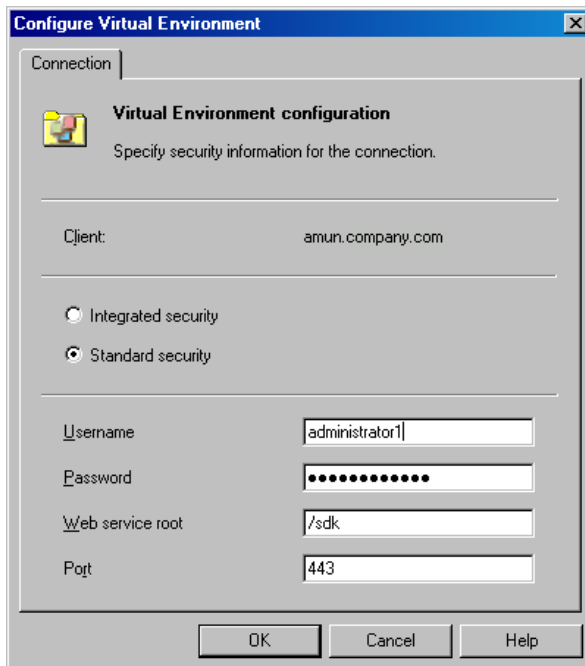 Configure Virtual Environment
Connection
Virtual Environment configuration
Specify security information for the connection.
Client: amun.company.com
Integrated security
Standard security
Username administrator1
Password ●●●●●●●●●●●●
Web service root /sdk
Port 443
OK Cancel Help